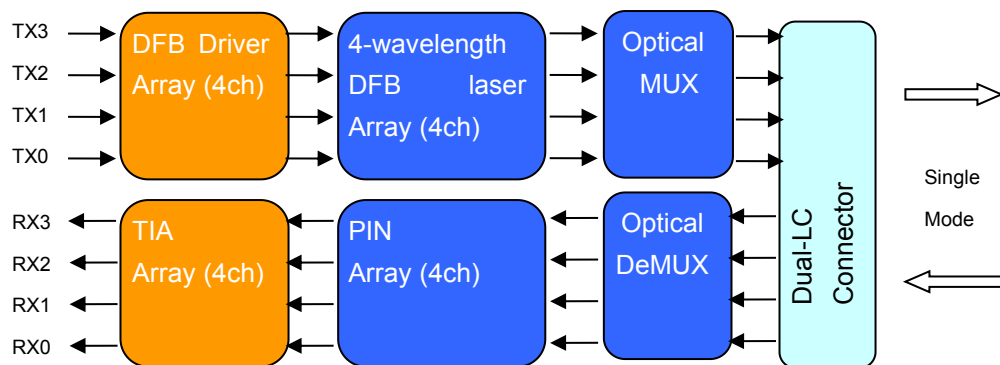 TX3
TX2
TX1
TX0
DFB Driver
Array (4ch)
4-wavelength
DFB laser
Array (4ch)
Optical
MUX
RX3
RX2
RX1
RX0
TIA
Array (4ch)
PIN
Array (4ch)
Optical
DeMUX
Dual-LC
Connector
Single
Mode